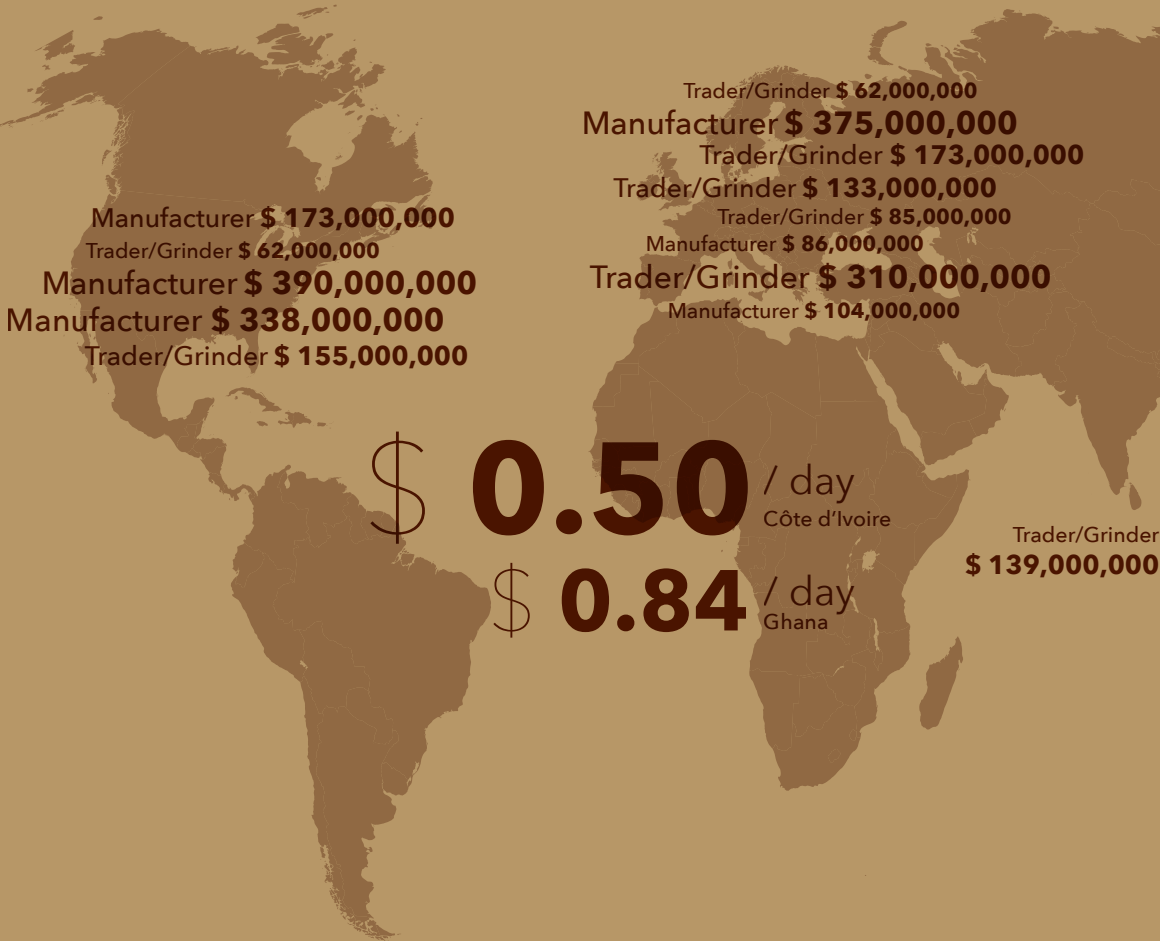 Trader/Grinder $ 62,000,000
Manufacturer $ 375,000,000
Trader/Grinder $ 173,000,000
Trader/Grinder $ 133,000,000
Trader/Grinder $ 85,000,000
Manufacturer $ 86,000,000
Trader/Grinder $ 310,000,000
Manufacturer $ 104,000,000
Manufacturer $ 173,000,000
Trader/Grinder $ 62,000,000
Manufacturer $ 390,000,000
Manufacturer $ 338,000,000
Trader/Grinder $ 155,000,000
$ 0.50 / day
Côte d’Ivoire
$ 0.84 / day
Ghana
Trader/Grinder
$ 139,000,000